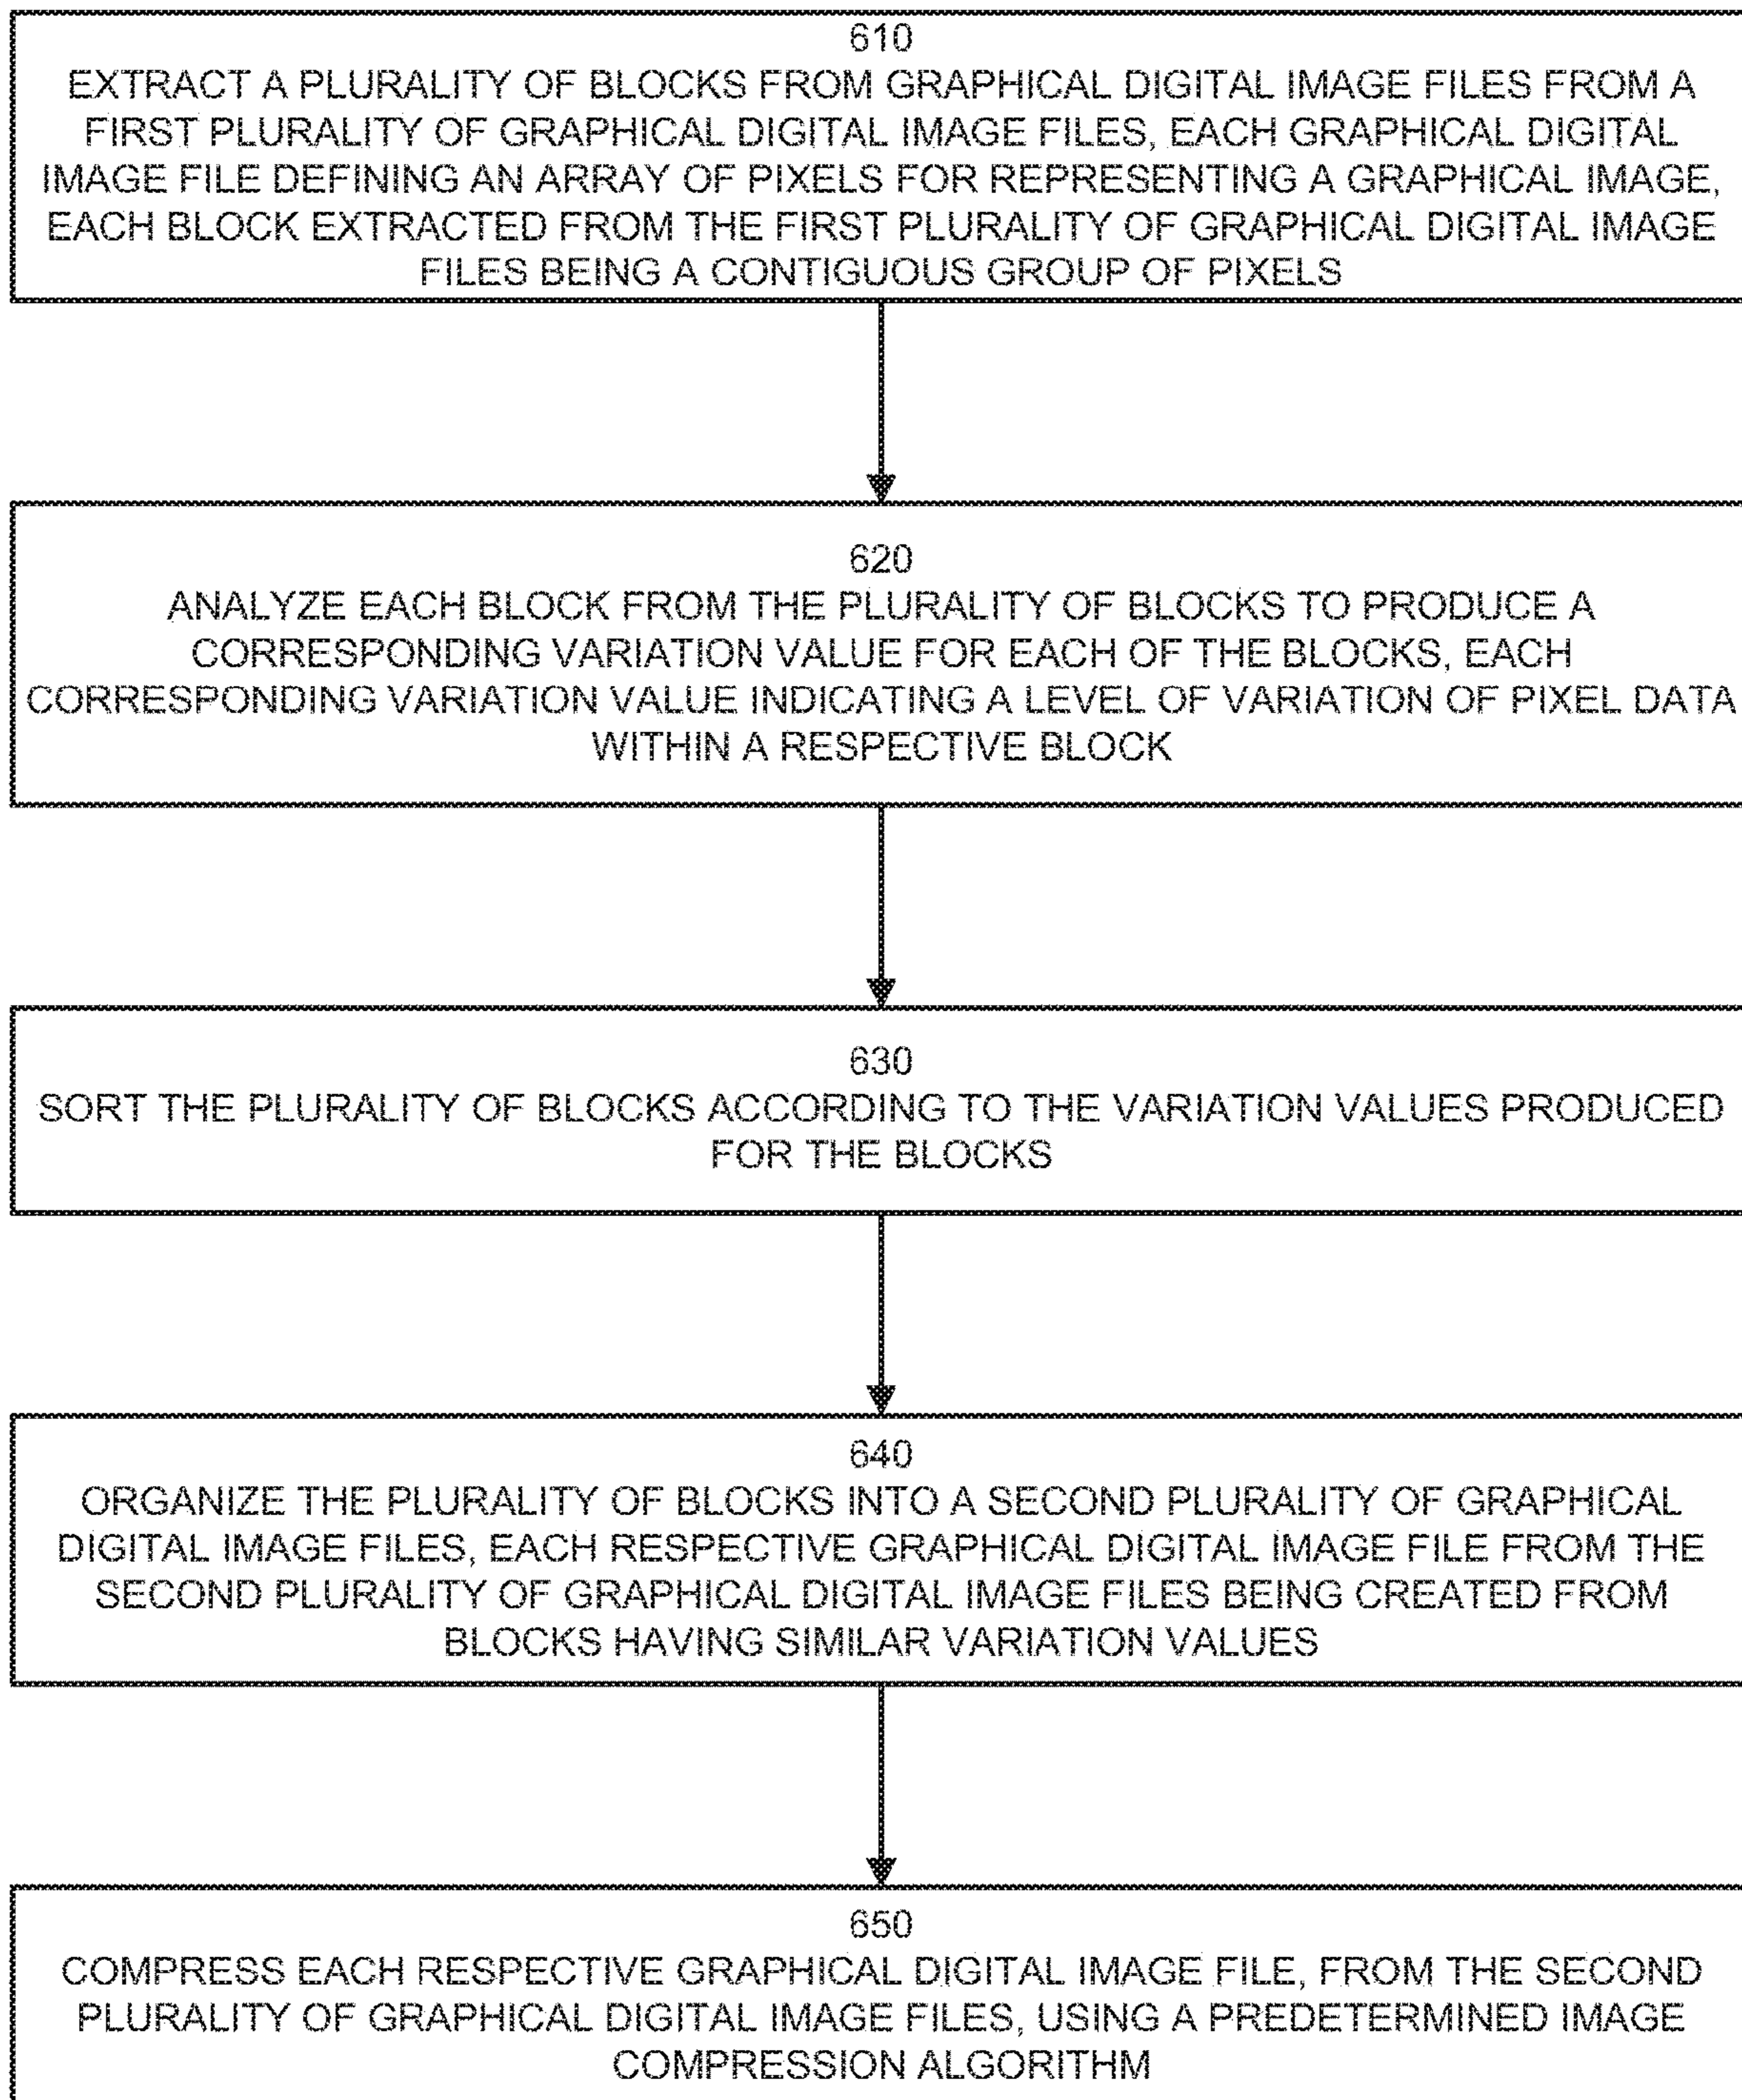 610
EXTRACT A PLURALITY OF BLOCKS FROM GRAPHICAL DIGITAL IMAGE FILES FROM A
FIRST PLURALITY OF GRAPHICAL DIGITAL IMAGE FILES, EACH GRAPHICAL DIGITAL
IMAGE FILE DEFINING AN ARRAY OF PIXELS FOR REPRESENTING A GRAPHICAL IMAGE,
EACH BLOCK EXTRACTED FROM THE FIRST PLURALITY OF GRAPHICAL DIGITAL IMAGE
FILES BEING A CONTIGUOUS GROUP OF PIXELS
620
ANALYZE EACH BLOCK FROM THE PLURALITY OF BLOCKS TO PRODUCE A
CORRESPONDING VARIATION VALUE FOR EACH OF THE BLOCKS, EACH
CORRESPONDING VARIATION VALUE INDICATING A LEVEL OF VARIATION OF PIXEL DATA
WITHIN A RESPECTIVE BLOCK
630
SORT THE PLURALITY OF BLOCKS ACCORDING TO THE VARIATION VALUES PRODUCED
FOR THE BLOCKS
640
ORGANIZE THE PLURALITY OF BLOCKS INTO A SECOND PLURALITY OF GRAPHICAL
DIGITAL IMAGE FILES, EACH RESPECTIVE GRAPHICAL DIGITAL IMAGE FILE FROM THE
SECOND PLURALITY OF GRAPHICAL DIGITAL IMAGE FILES BEING CREATED FROM
BLOCKS HAVING SIMILAR VARIATION VALUES
650
COMPRESS EACH RESPECTIVE GRAPHICAL DIGITAL IMAGE FILE, FROM THE SECOND
PLURALITY OF GRAPHICAL DIGITAL IMAGE FILES, USING A PREDETERMINED IMAGE
COMPRESSION ALGORITHM